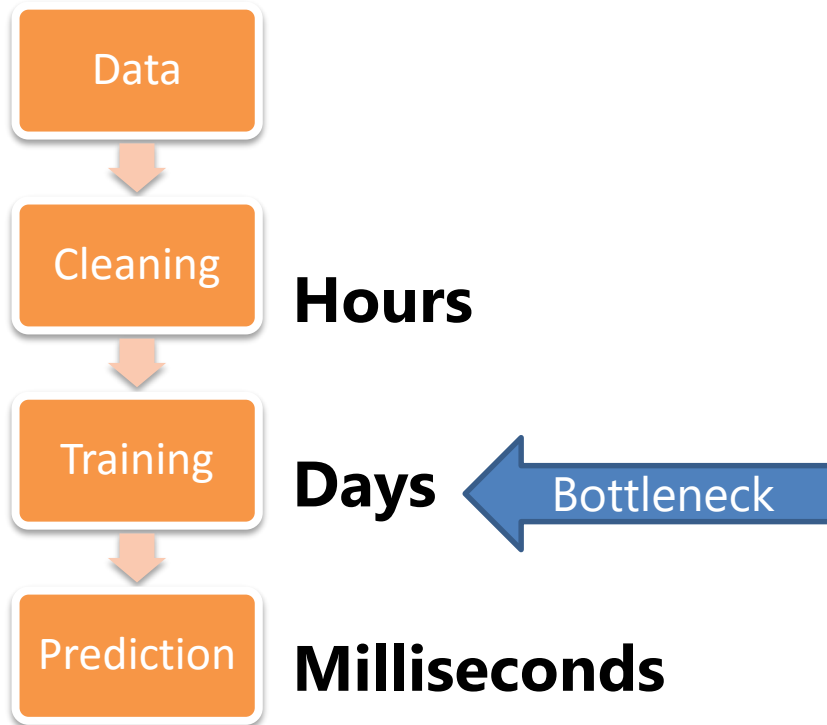 Data
Cleaning
Hours
Training
Days
Bottleneck
Prediction
Milliseconds